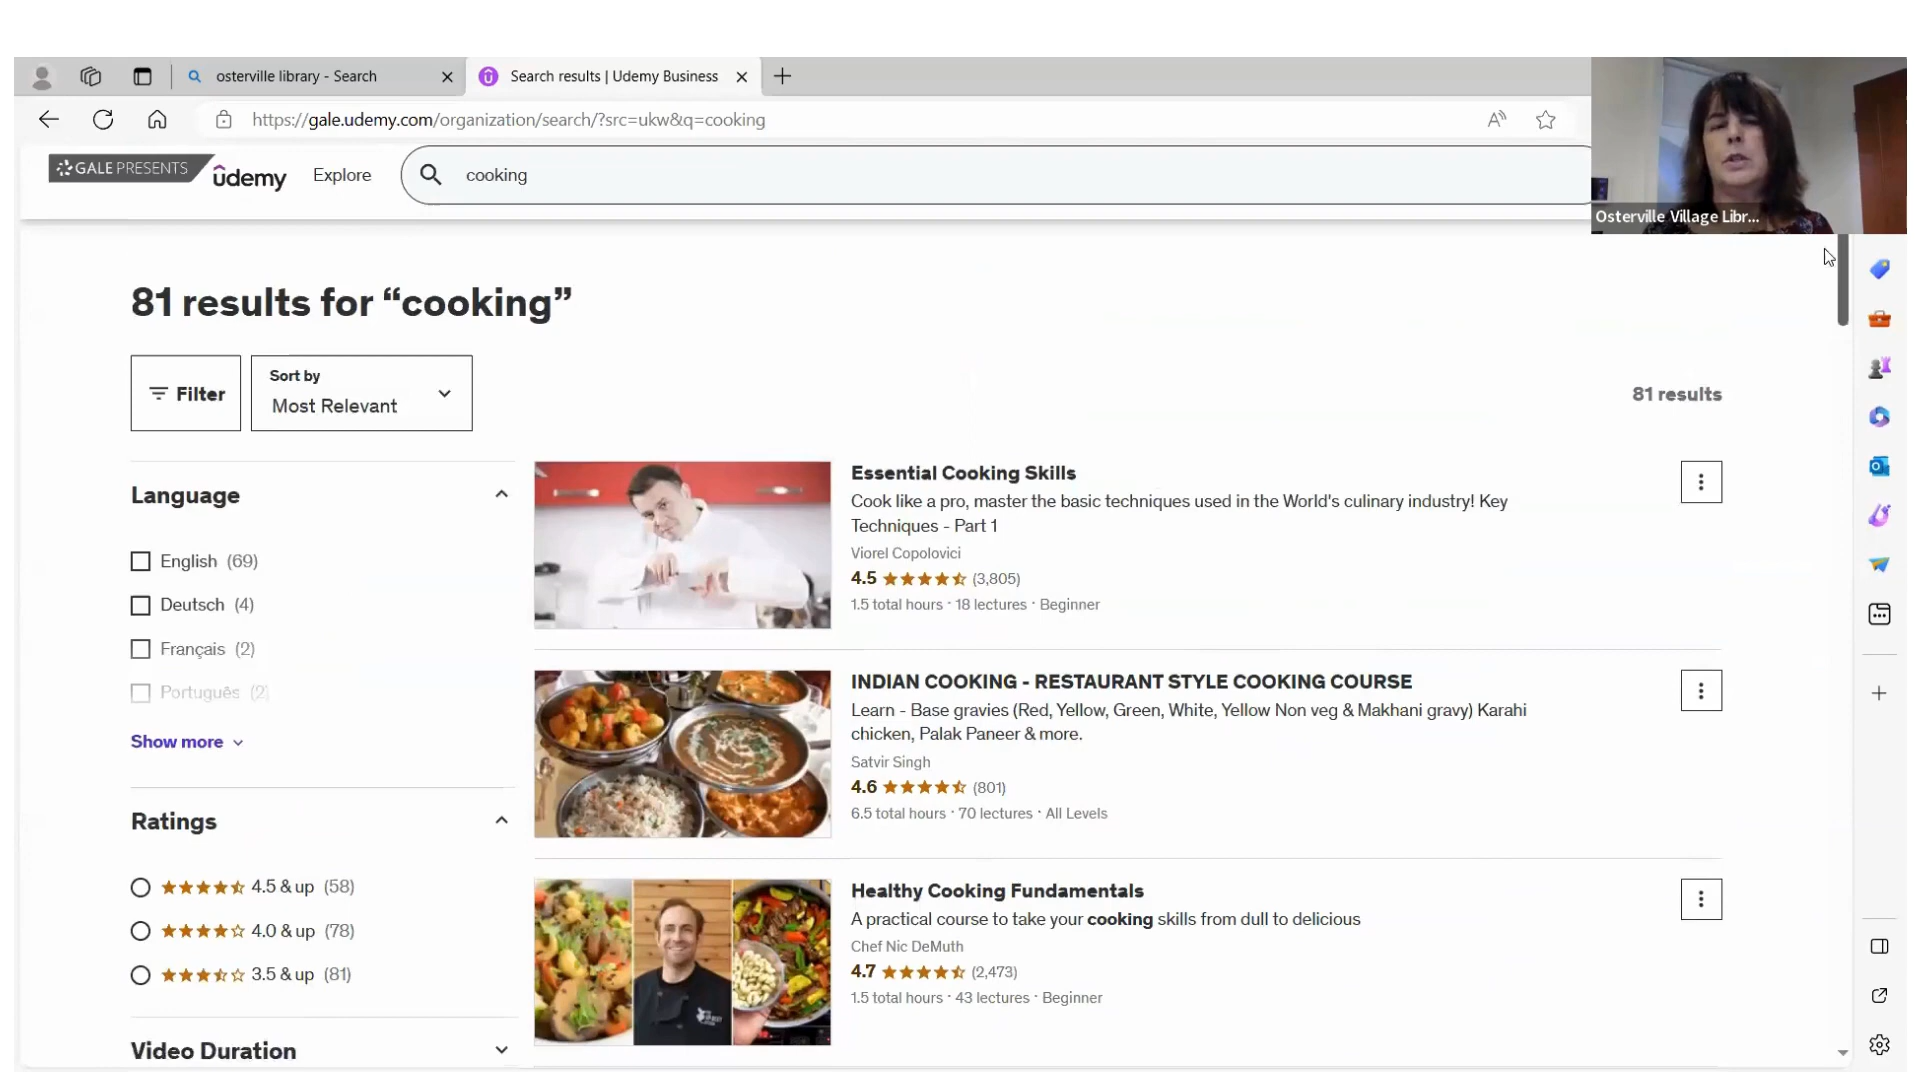 osterville library - Search
Search results | Udemy Business
https://gale.udemy.com/organization/search/?src=ukw&q=cooking
GALE PRESENTS
ûdemy
Explore
cooking
Osterville Village Libr...
81 results for “cooking”
Filter
Sort by
Most Relevant
81 results
Language
English (69)
Deutsch (4)
Français (2)
Português (2)
Show more
Ratings
4.5 & up (58)
4.0 & up (78)
3.5 & up (81)
Video Duration
Essential Cooking Skills
Cook like a pro, master the basic techniques used in the World's culinary industry! Key
Techniques - Part 1
Viorel Copolovici
4.5 (3,805)
1.5 total hours · 18 lectures · Beginner
INDIAN COOKING - RESTAURANT STYLE COOKING COURSE
Learn - Base gravies (Red, Yellow, Green, White, Yellow Non veg & Makhani gravy) Karahi
chicken, Palak Paneer & more.
Satvir Singh
4.6 (801)
6.5 total hours · 70 lectures · All Levels
Healthy Cooking Fundamentals
A practical course to take your cooking skills from dull to delicious
Chef Nic DeMuth
4.7 (2,473)
1.5 total hours · 43 lectures · Beginner